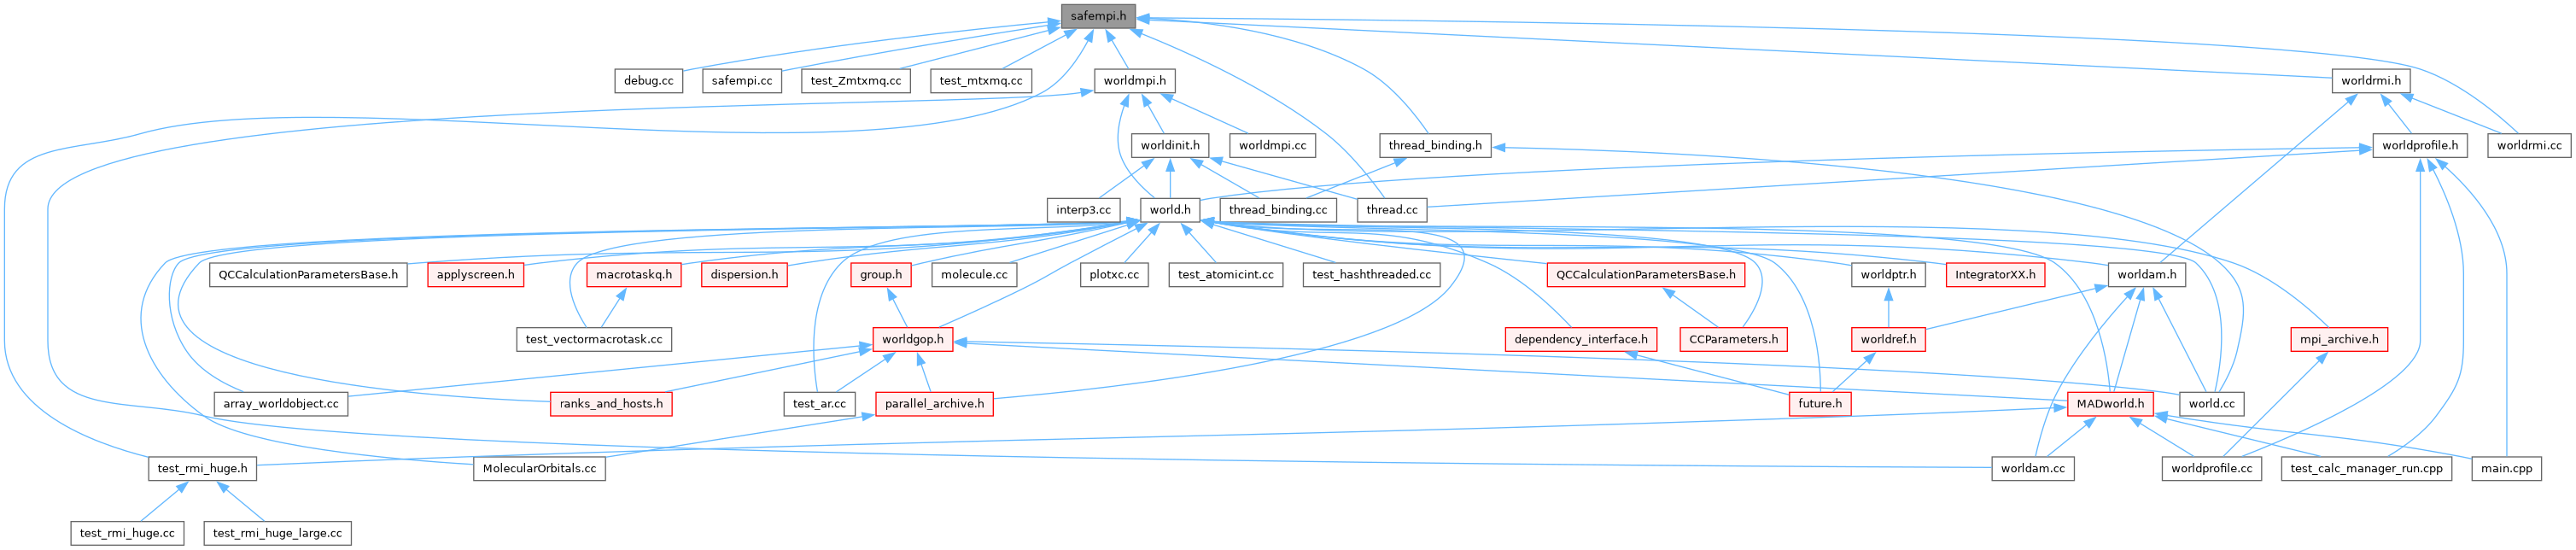 safempi.h
debug.cc
safempi.cc
test_Zmtxmq.cc
test_mtxmq.cc
worldmpi.h
worldrmi.h
worldinit.h
worldmpi.cc
thread_binding.h
worldprofile.h
worldrmi.cc
interp3.cc
world.h
thread_binding.cc
thread.cc
QCCalculationParametersBase.h
applyscreen.h
macrotaskq.h
dispersion.h
group.h
molecule.cc
plotxc.cc
test_atomicint.cc
test_hashthreaded.cc
QCCalculationParametersBase.h
worldptr.h
IntegratorXX.h
worldam.h
test_vectormacrotask.cc
worldgop.h
dependency_interface.h
CCParameters.h
worldref.h
mpi_archive.h
array_worldobject.cc
ranks_and_hosts.h
test_ar.cc
parallel_archive.h
future.h
MADworld.h
world.cc
test_rmi_huge.h
MolecularOrbitals.cc
worldam.cc
worldprofile.cc
test_calc_manager_run.cpp
main.cpp
test_rmi_huge.cc
test_rmi_huge_large.cc